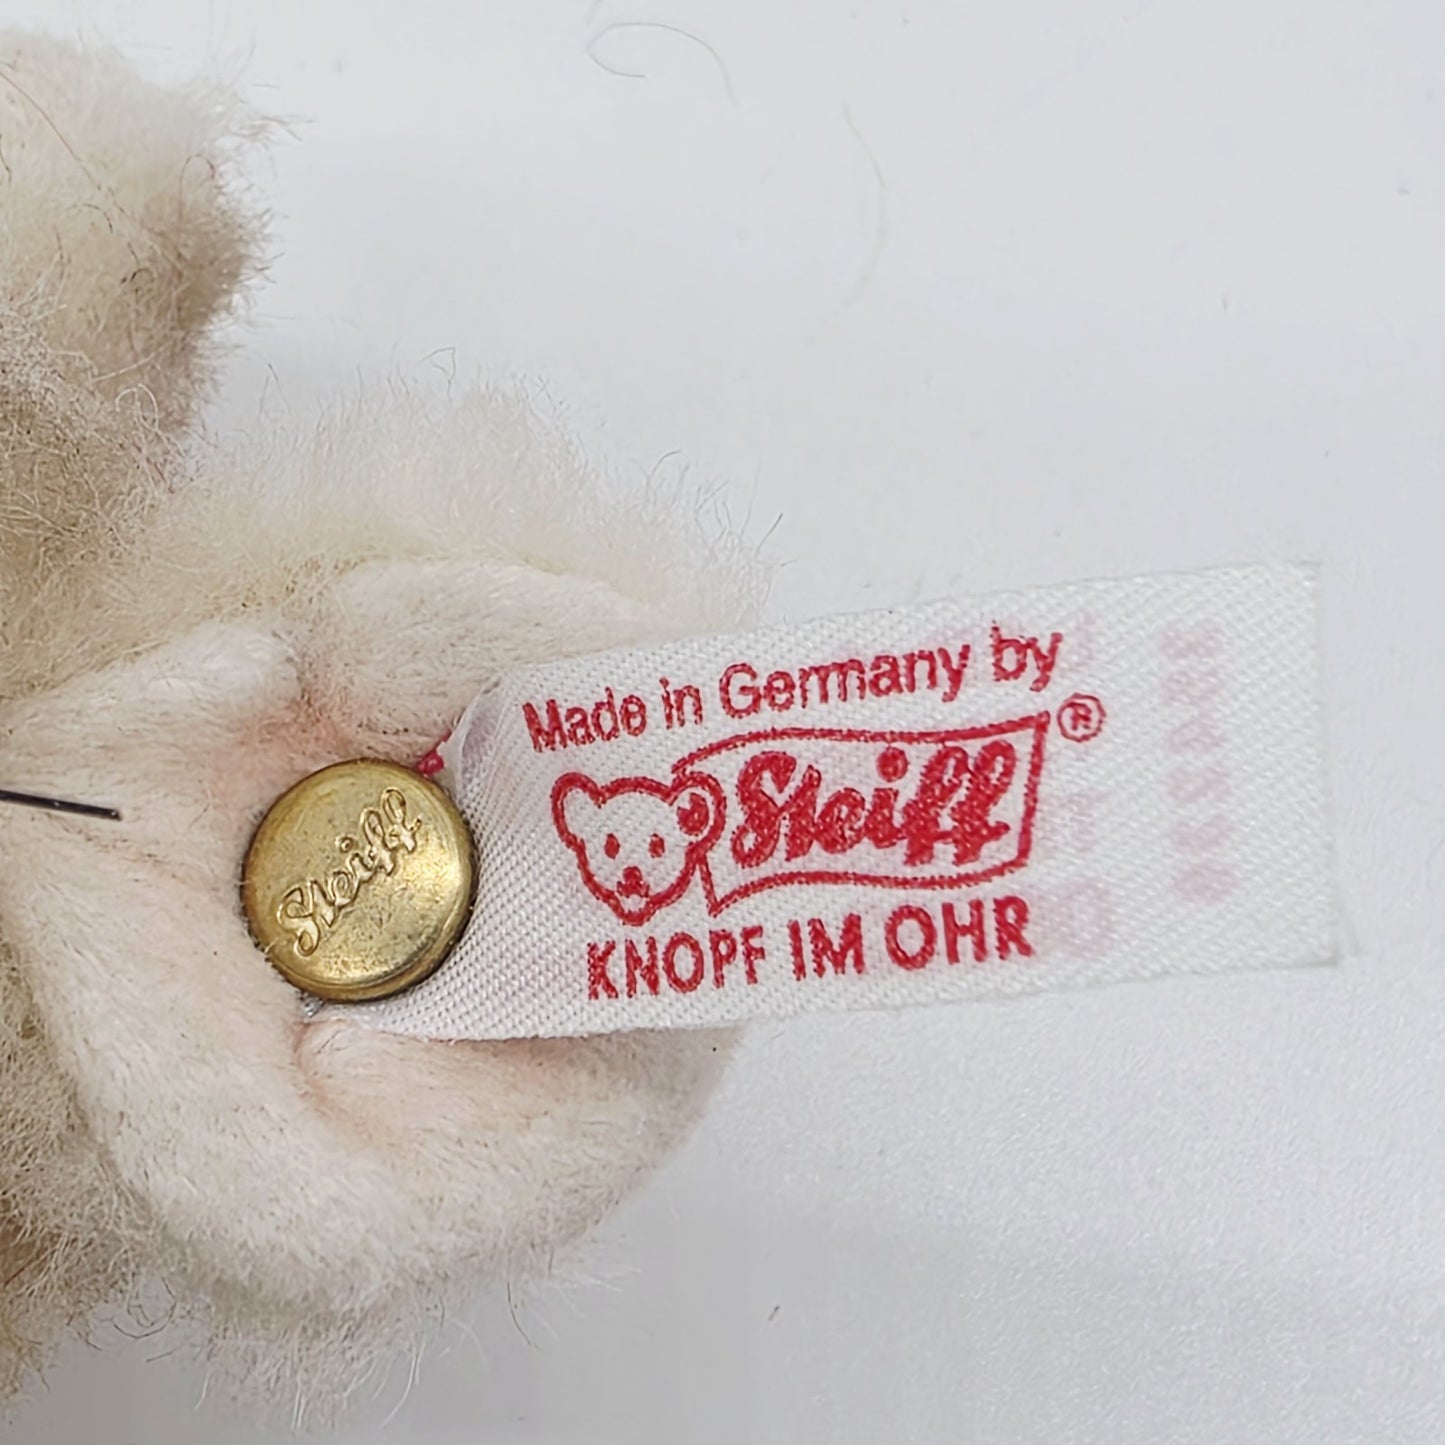 Made in Germany by
Steiff®
KNOPF IM OHR
Steiff